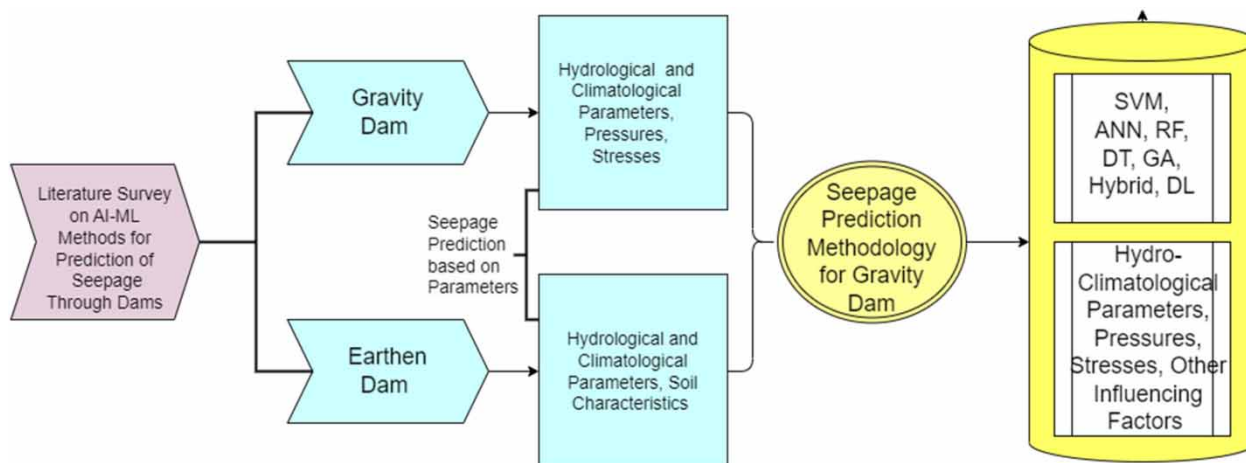 Literature Survey
on AI-ML
Methods for
Prediction of
Seepage
Through Dams
Gravity
Dam
Earthen
Dam
Hydrological and
Climatological
Parameters,
Pressures,
Stresses
Seepage
Prediction
based on
Parameters
Hydrological and
Climatological
Parameters, Soil
Characteristics
Seepage
Prediction
Methodology
for Gravity
Dam
SVM,
ANN, RF,
DT, GA,
Hybrid, DL
Hydro-
Climatological
Parameters,
Pressures,
Stresses, Other
Influencing
Factors